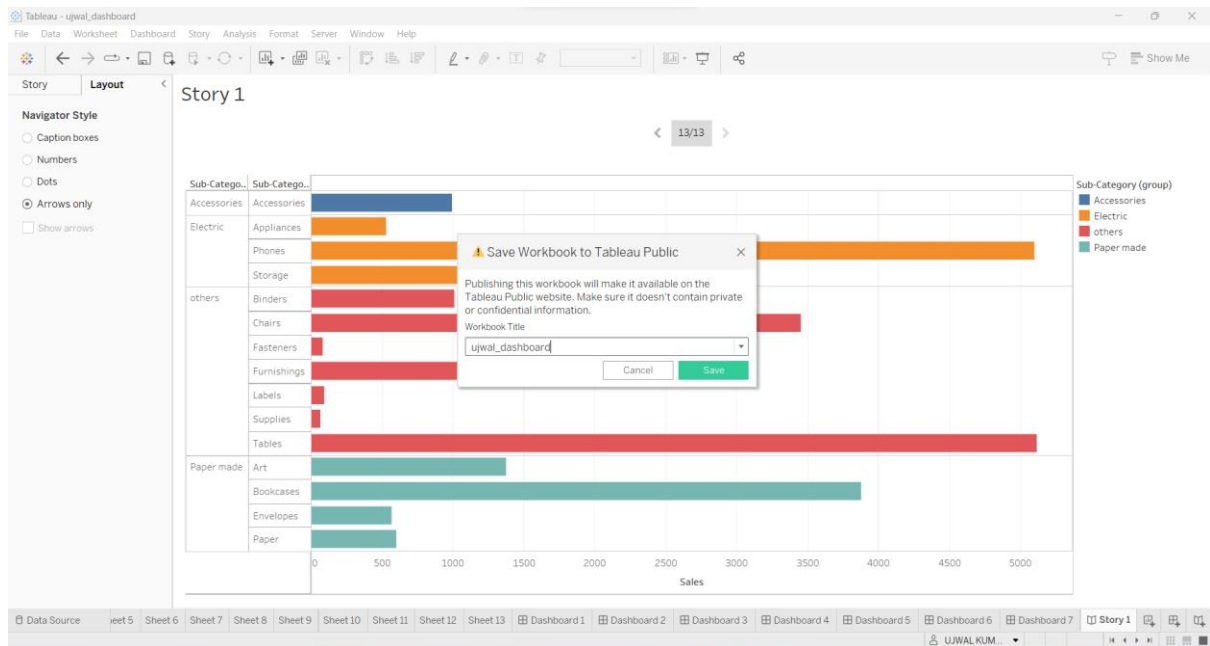 Tableau - ujwal_dashboard
File Data Worksheet Dashboard Story Analysis Format Server Window Help
Show Me
Story Layout
Navigator Style
Caption boxes
Numbers
Dots
Arrows only
Show arrows
Story 1
13/13
Sub-Catego.. Sub-Catego..
Accessories Accessories
Electric Appliances
Phones
Storage
others Binders
Chairs
Fasteners
Furnishings
Labels
Supplies
Tables
Paper made Art
Bookcases
Envelopes
Paper
0 500 1000 1500 2000 2500 3000 3500 4000 4500 5000
Sales
Sub-Category (group)
Accessories
Electric
others
Paper made
Save Workbook to Tableau Public
Publishing this workbook will make it available on the
Tableau Public website. Make sure it doesn't contain private
or confidential information.
Workbook Title
ujwal_dashboard
Cancel Save
Data Source eet 5 Sheet 6 Sheet 7 Sheet 8 Sheet 9 Sheet 10 Sheet 11 Sheet 12 Sheet 13 Dashboard 1 Dashboard 2 Dashboard 3 Dashboard 4 Dashboard 5 Dashboard 6 Dashboard 7 Story 1
UJWAL KUM...